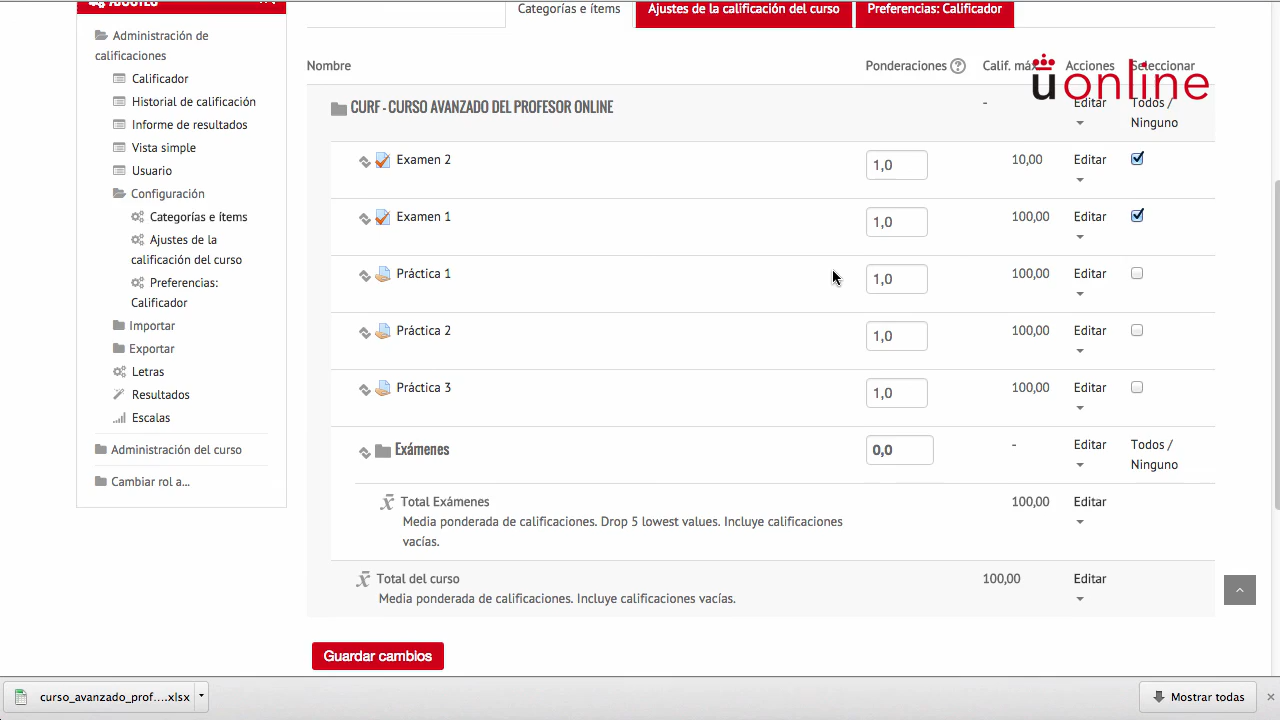 AJUSTES
Administración de
calificaciones
Calificador
Historial de calificación
Informe de resultados
Vista simple
Usuario
Configuración
Categorías e ítems
Ajustes de la
calificación del curso
Preferencias:
Calificador
Importar
Exportar
Letras
Resultados
Escalas
Administración del curso
Cambiar rol a...
Categorías e ítems
Ajustes de la calificación del curso
Preferencias: Calificador
Nombre
Ponderaciones ?
Calif. máx
Acciones
Seleccionar
uonline
CURF - CURSO AVANZADO DEL PROFESOR ONLINE
-
Editar
Todos /
Ninguno
Examen 2
1,0
10,00
Editar
Examen 1
1,0
100,00
Editar
Práctica 1
1,0
100,00
Editar
Práctica 2
1,0
100,00
Editar
Práctica 3
1,0
100,00
Editar
Exámenes
0,0
-
Editar
Todos /
Ninguno
Total Exámenes
100,00
Editar
Media ponderada de calificaciones. Drop 5 lowest values. Incluye calificaciones
vacías.
Total del curso
100,00
Editar
Media ponderada de calificaciones. Incluye calificaciones vacías.
Guardar cambios
curso_avanzado_prof....xlsx
Mostrar todas